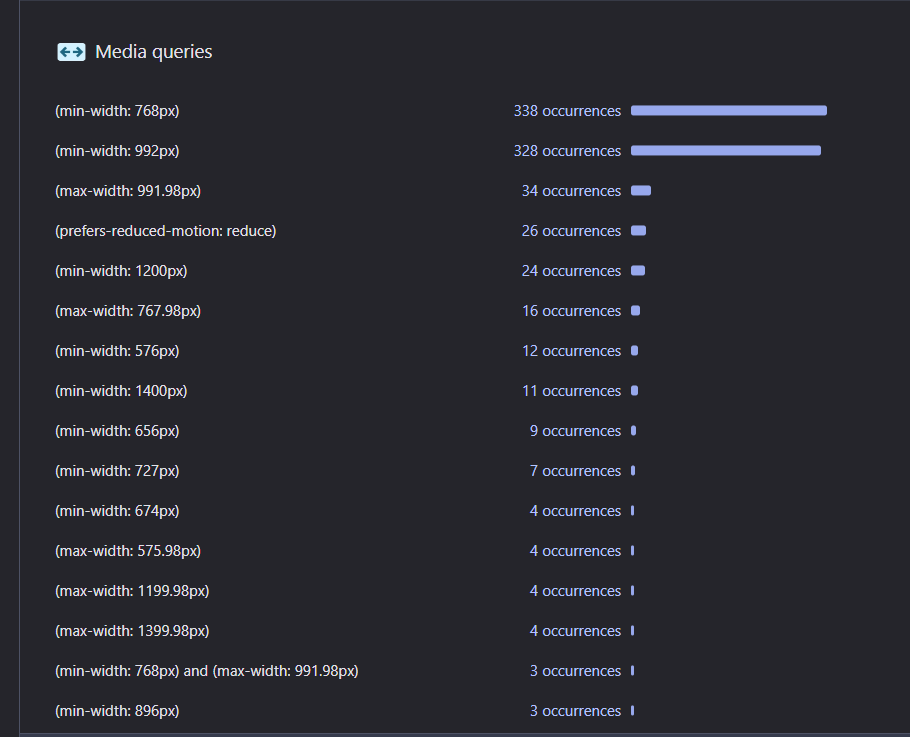 Media queries
(min-width: 768px) 338 occurrences
(min-width: 992px) 328 occurrences
(max-width: 991.98px) 34 occurrences
(prefers-reduced-motion: reduce) 26 occurrences
(min-width: 1200px) 24 occurrences
(max-width: 767.98px) 16 occurrences
(min-width: 576px) 12 occurrences
(min-width: 1400px) 11 occurrences
(min-width: 656px) 9 occurrences
(min-width: 727px) 7 occurrences
(min-width: 674px) 4 occurrences
(max-width: 575.98px) 4 occurrences
(max-width: 1199.98px) 4 occurrences
(max-width: 1399.98px) 4 occurrences
(min-width: 768px) and (max-width: 991.98px) 3 occurrences
(min-width: 896px) 3 occurrences